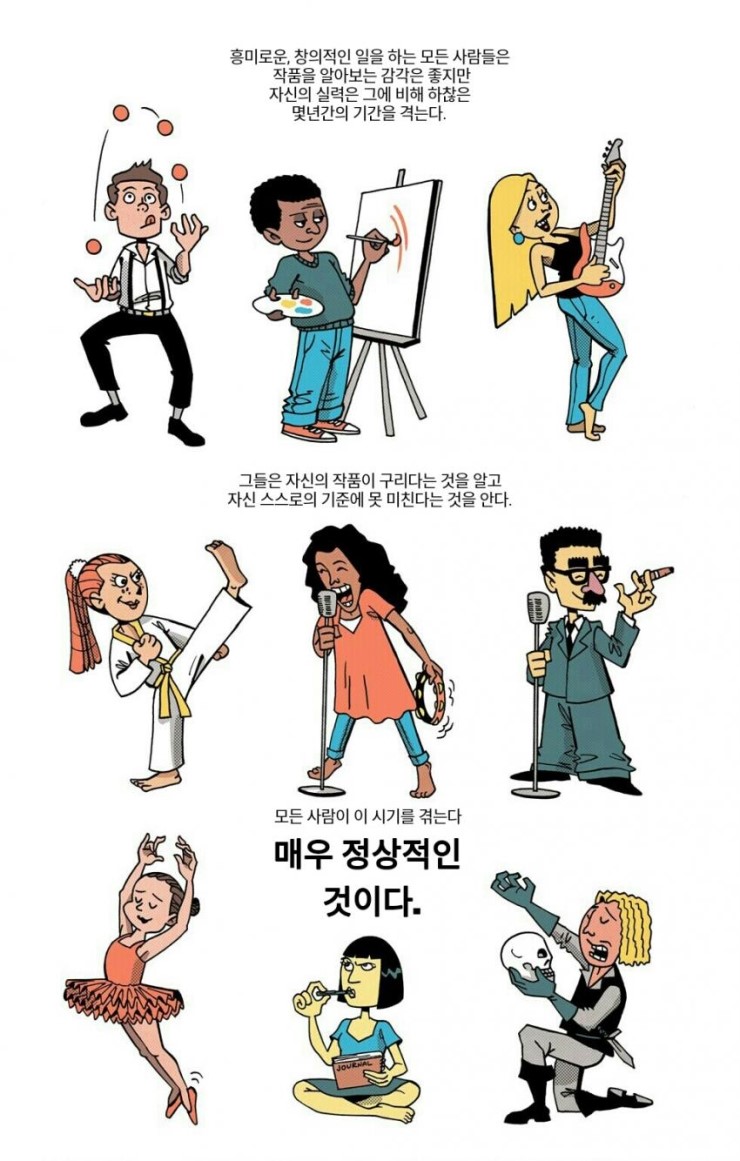 흥미로운, 창의적인 일을 하는 모든 사람들은
작품을 알아보는 감각은 좋지만
자신의 실력은 그에 비해 하찮은
몇년간의 기간을 격는다.
그들은 자신의 작품이 구리다는 것을 알고
자신 스스로의 기준에 못 미친다는 것을 안다.
모든 사람이 이 시기를 겪는다
매우 정상적인
것이다.
JOURNAL